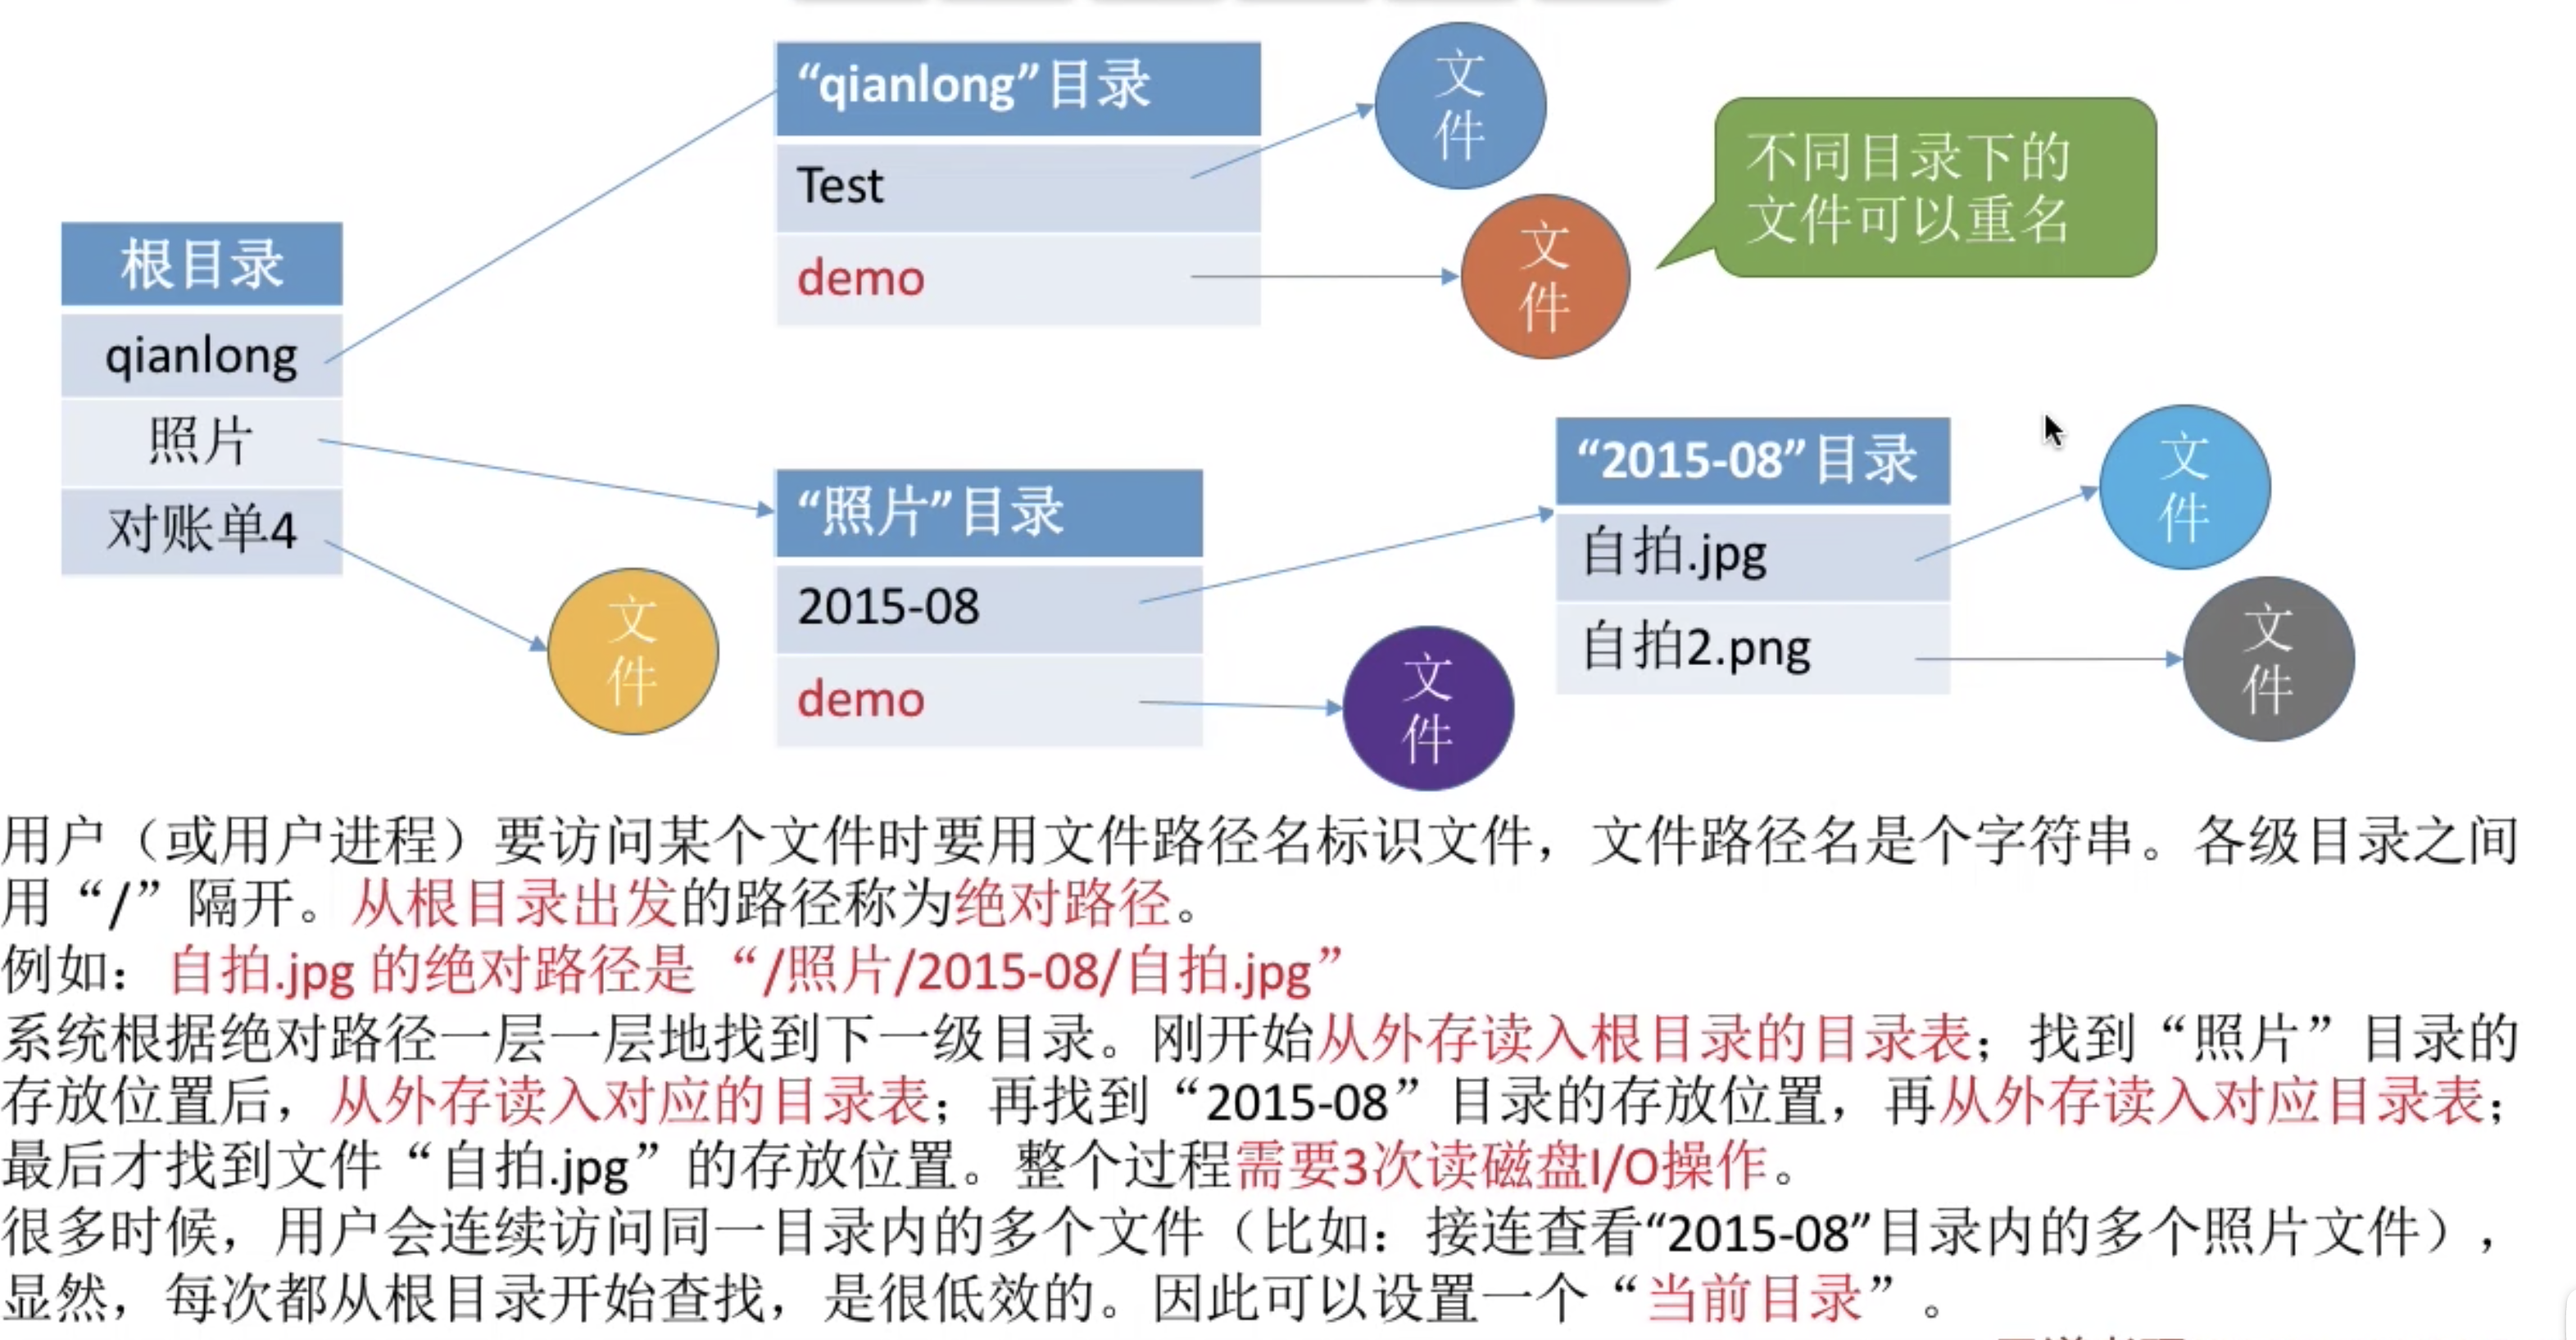 “qianlong”目录
Test
demo
文
件
文
件
不同目录下的
文件可以重名
根目录
qianlong
照片
对账单4
文
件
“照片”目录
2015-08
demo
文
件
“2015-08”目录
自拍.jpg
自拍2.png
文
件
文
件
用户（或用户进程）要访问某个文件时要用文件路径名标识文件，文件路径名是个字符串。各级目录之间
用“/”隔开。从根目录出发的路径称为绝对路径。
例如：自拍.jpg 的绝对路径是 “/照片/2015-08/自拍.jpg”
系统根据绝对路径一层一层地找到下一级目录。刚开始从外存读入根目录的目录表；找到“照片”目录的
存放位置后，从外存读入对应的目录表；再找到“2015-08”目录的存放位置，再从外存读入对应目录表；
最后才找到文件“自拍.jpg”的存放位置。整个过程需要3次读磁盘I/O操作。
很多时候，用户会连续访问同一目录内的多个文件（比如：接连查看“2015-08”目录内的多个照片文件），
显然，每次都从根目录开始查找，是很低效的。因此可以设置一个“当前目录”。